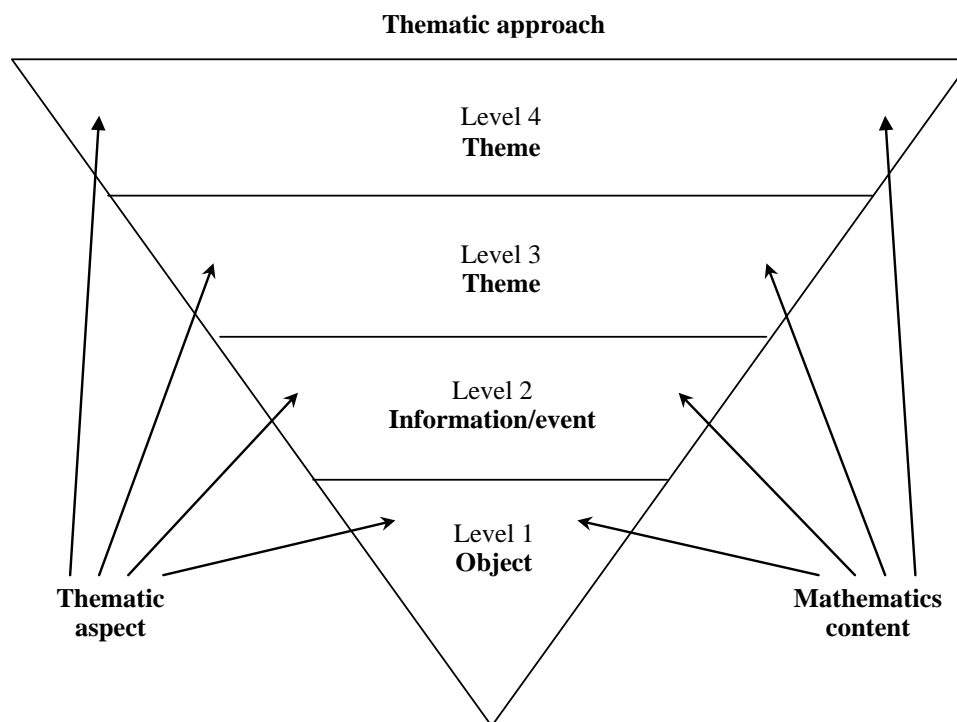 Thematic approach
Level 4
Theme
Level 3
Theme
Level 2
Information/event
Level 1
Object
Thematic
aspect
Mathematics
content